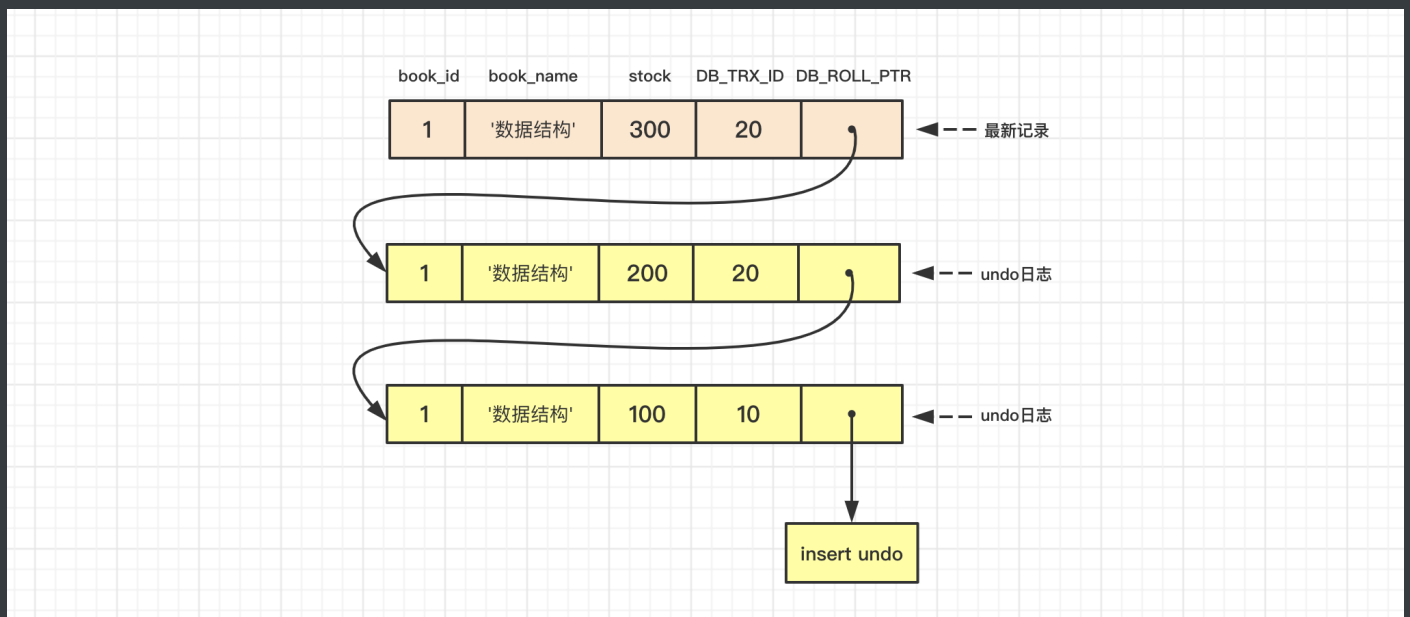 book_id book_name stock DB_TRX_ID DB_ROLL_PTR
1 '数据结构' 300 20 最新记录
1 '数据结构' 200 20 undo日志
1 '数据结构' 100 10 undo日志
insert undo